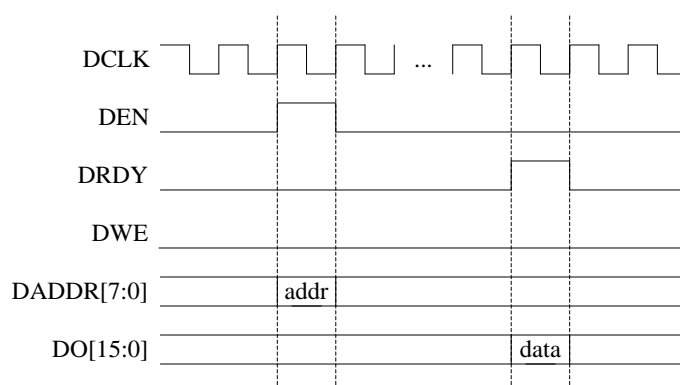 DCLK ...
DEN
DRDY
DWE
DADDR[7:0] addr
DO[15:0] data